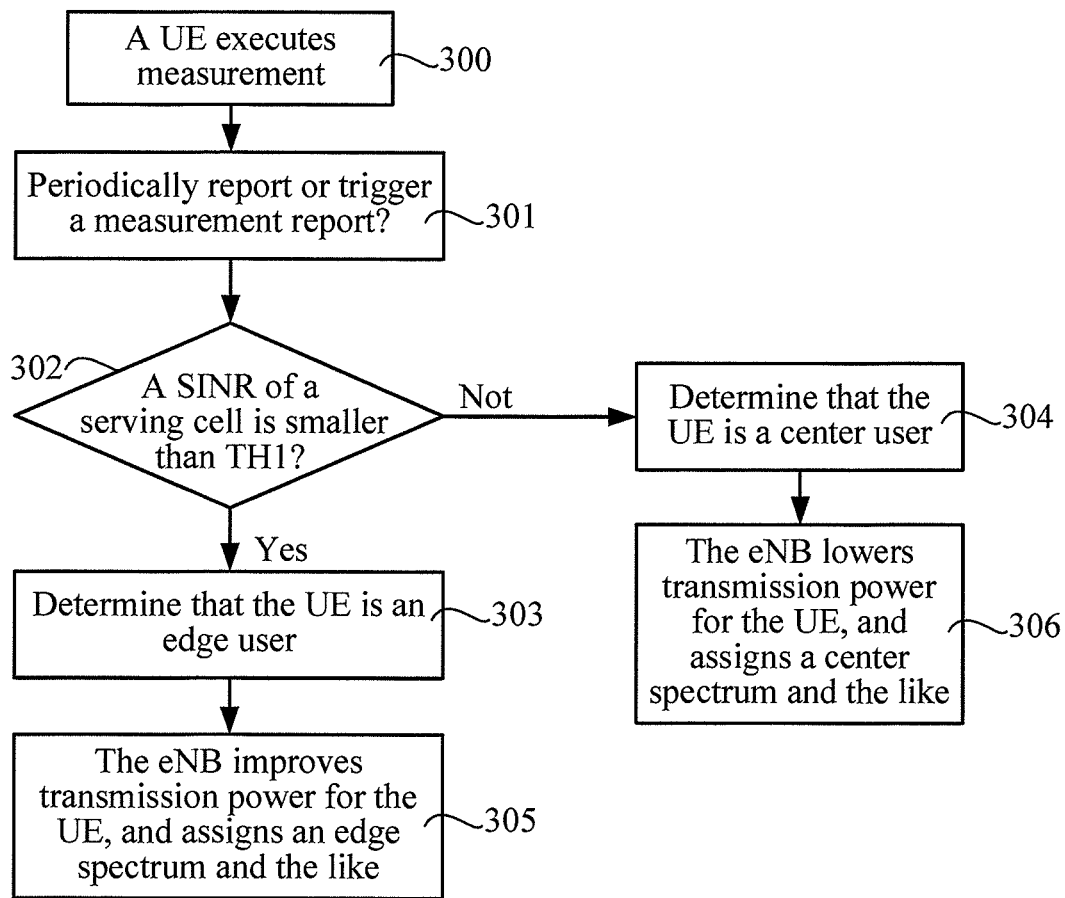 A UE executes
measurement
300
Periodically report or trigger
a measurement report?
301
302
A SINR of a
serving cell is smaller
than TH1?
Not
Yes
Determine that the
UE is a center user
304
Determine that the UE is an
edge user
303
The eNB lowers
transmission power
for the UE, and
assigns a center
spectrum and the like
306
The eNB improves
transmission power for the
UE, and assigns an edge
spectrum and the like
305